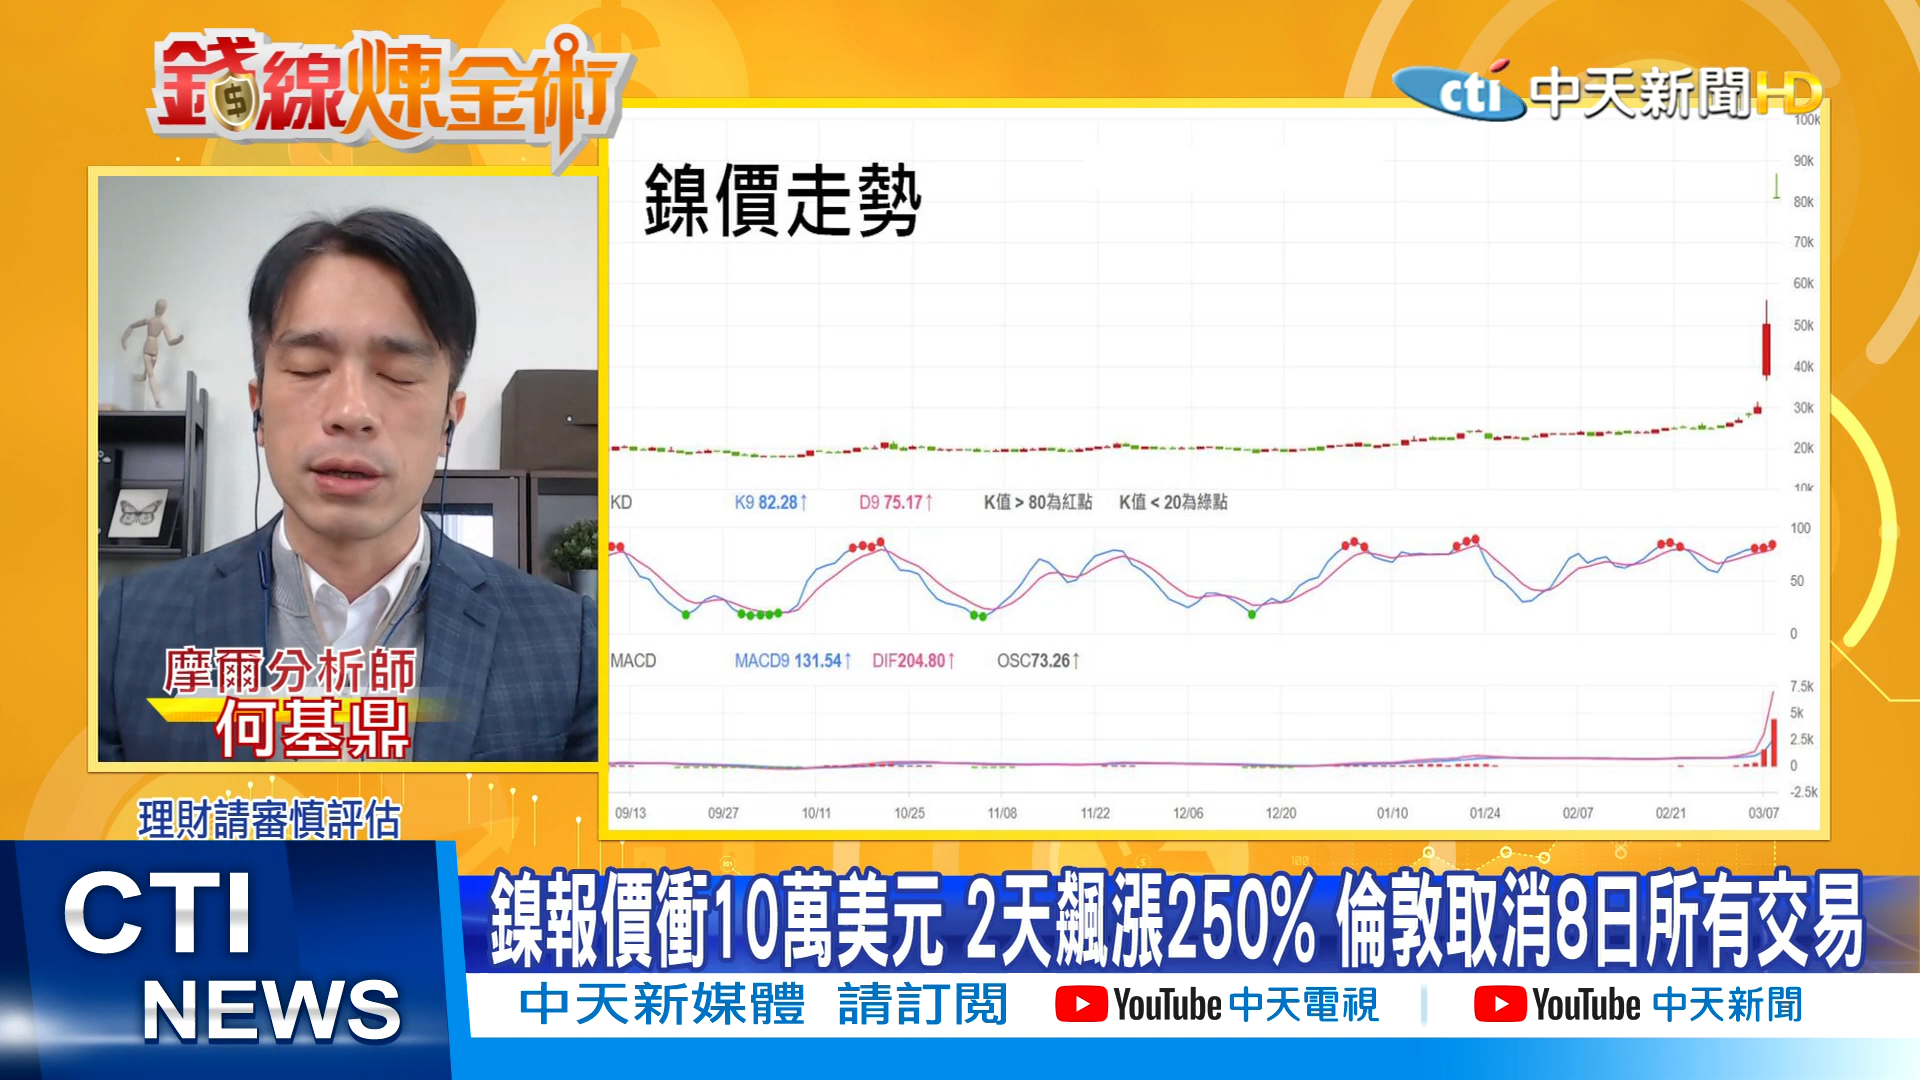 錢線煉金術
cti 中天新聞HD
鎳價走勢
100k
90k
80k
70k
60k
50k
40k
30k
20k
10k
KD K9 82.28↑ D9 75.17↑ K值 > 80為紅點 K值 < 20為綠點
100
50
0
MACD MACD9 131.54↑ DIF204.80↑ OSC73.26↑
7.5k
5k
2.5k
0
-2.5k
09/13 09/27 10/11 10/25 11/08 11/22 12/06 12/20 01/10 01/24 02/07 02/21 03/07
摩爾分析師
何基鼎
理財請審慎評估
CTI
NEWS
鎳報價衝10萬美元 2天飆漲250% 倫敦取消8日所有交易
中天新媒體 請訂閱 YouTube 中天電視 | YouTube 中天新聞